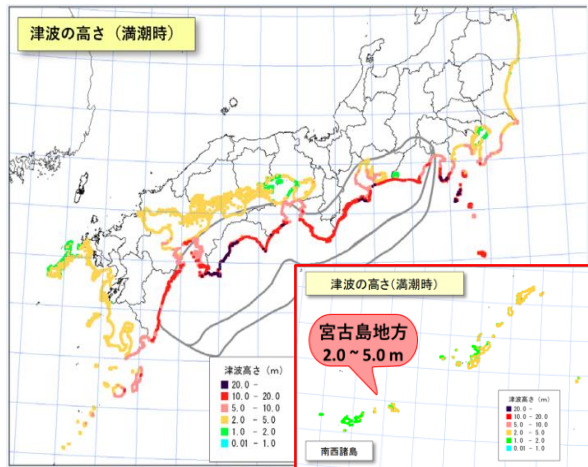 津波の高さ（満潮時）
津波高さ（m）
20.0 -
10.0 - 20.0
5.0 - 10.0
2.0 - 5.0
1.0 - 2.0
0.01 - 1.0
津波の高さ(満潮時)
宮古島地方
2.0 ~ 5.0 m
南西諸島
津波高さ（m）
20.0 -
10.0 - 20.0
5.0 - 10.0
2.0 - 5.0
1.0 - 2.0
0.01 - 1.0